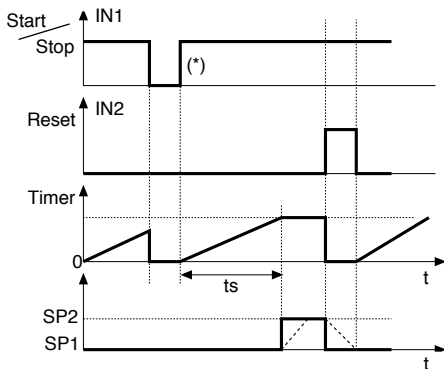 Start
IN1
Stop
(*)
IN2
Reset
Timer
0
t
ts
SP2
SP1
t